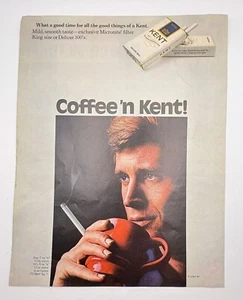 What a good time for all the good things of a Kent.
Mild, smooth taste—exclusive Micronite filter.
King size or Deluxe 100's.
KENT
Coffee 'n Kent!